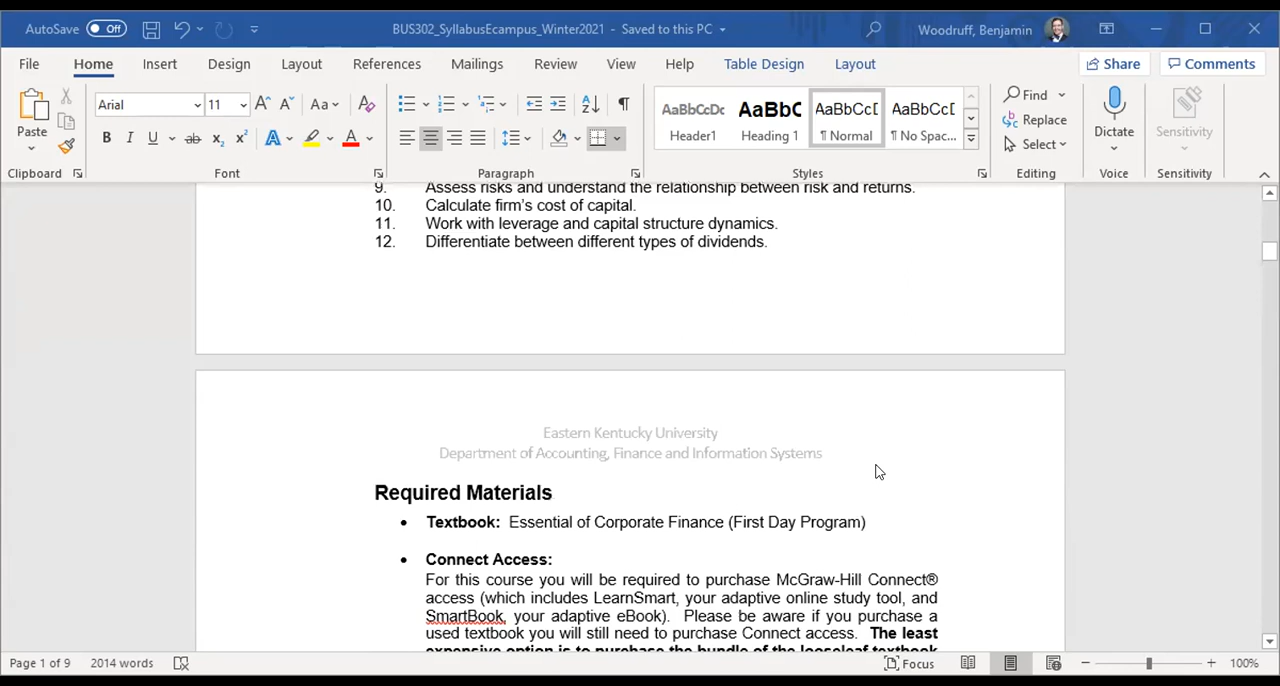 AutoSave Off BUS302_SyllabusEcampus_Winter2021 - Saved to this PC Woodruff, Benjamin
File Home Insert Design Layout References Mailings Review View Help Table Design Layout Share Comments
Paste Arial 11 Aa AaBbCcDc AaBbC AaBbCcD AaBbCcD Find Replace Select Dictate Sensitivity
Header1 Heading 1 ¶ Normal ¶ No Spac...
Clipboard Font Paragraph Styles Editing Voice Sensitivity
9. Assess risks and understand the relationship between risk and returns.
10. Calculate firm's cost of capital.
11. Work with leverage and capital structure dynamics.
12. Differentiate between different types of dividends.
Eastern Kentucky University
Department of Accounting, Finance and Information Systems
Required Materials
• Textbook: Essential of Corporate Finance (First Day Program)
• Connect Access:
For this course you will be required to purchase McGraw-Hill Connect®
access (which includes LearnSmart, your adaptive online study tool, and
SmartBook, your adaptive eBook). Please be aware if you purchase a
used textbook you will still need to purchase Connect access. The least
expensive option is to purchase the bundle of the looseleaf textbook
Page 1 of 9 2014 words Focus 100%